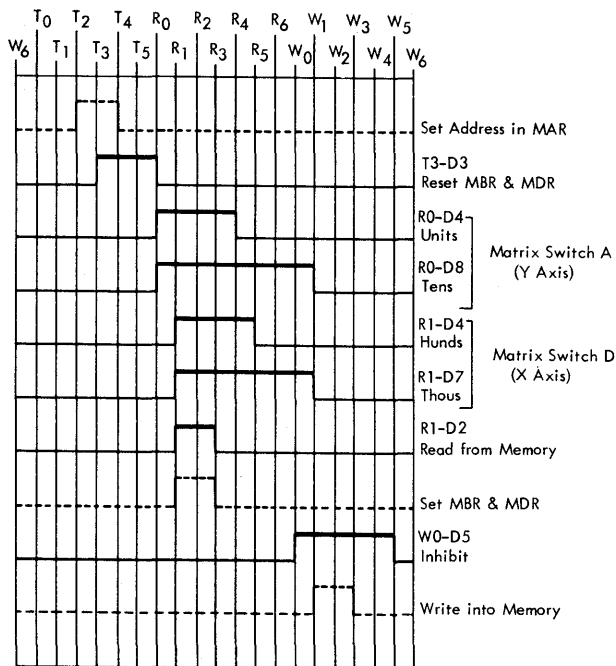 T0 T2 T4 R0 R2 R4 R6 W1 W3 W5
W6 T1 T3 T5 R1 R3 R5 W0 W2 W4 W6
Set Address in MAR
T3-D3
Reset MBR & MDR
R0-D4
Units
Matrix Switch A
(Y Axis)
R0-D8
Tens
R1-D4
Hunds
Matrix Switch D
(X Axis)
R1-D7
Thous
R1-D2
Read from Memory
Set MBR & MDR
W0-D5
Inhibit
Write into Memory